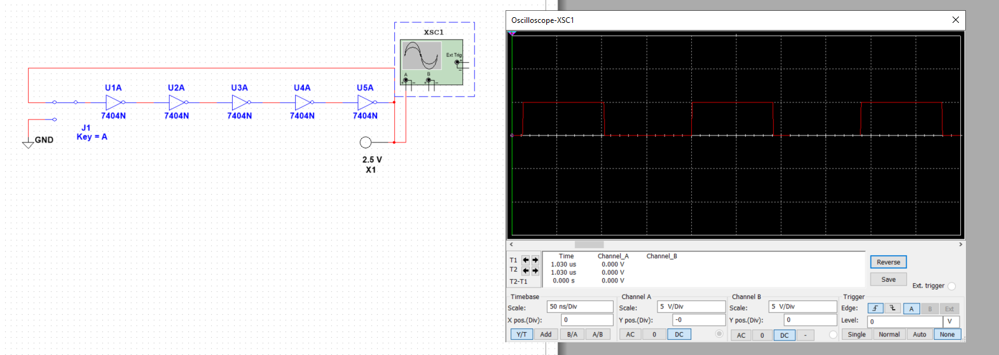 XSC1
Ext Trig
A
B
U1A U2A U3A U4A U5A
7404N 7404N 7404N 7404N 7404N
J1
Key = A
GND
2.5 V
X1
Oscilloscope-XSC1
Time Channel_A Channel_B
T1 1.030 us 0.000 V
T2 1.030 us 0.000 V
T2-T1 0.000 s 0.000 V
Reverse
Save
Ext. trigger
Timebase
Scale: 50 ns/Div
X pos.(Div): 0
Y/T Add B/A A/B
Channel A
Scale: 5 V/Div
Y pos.(Div): -0
AC 0 DC
Channel B
Scale: 5 V/Div
Y pos.(Div): 0
AC 0 DC -
Trigger
Edge: A B Ext
Level: 0 V
Single Normal Auto None